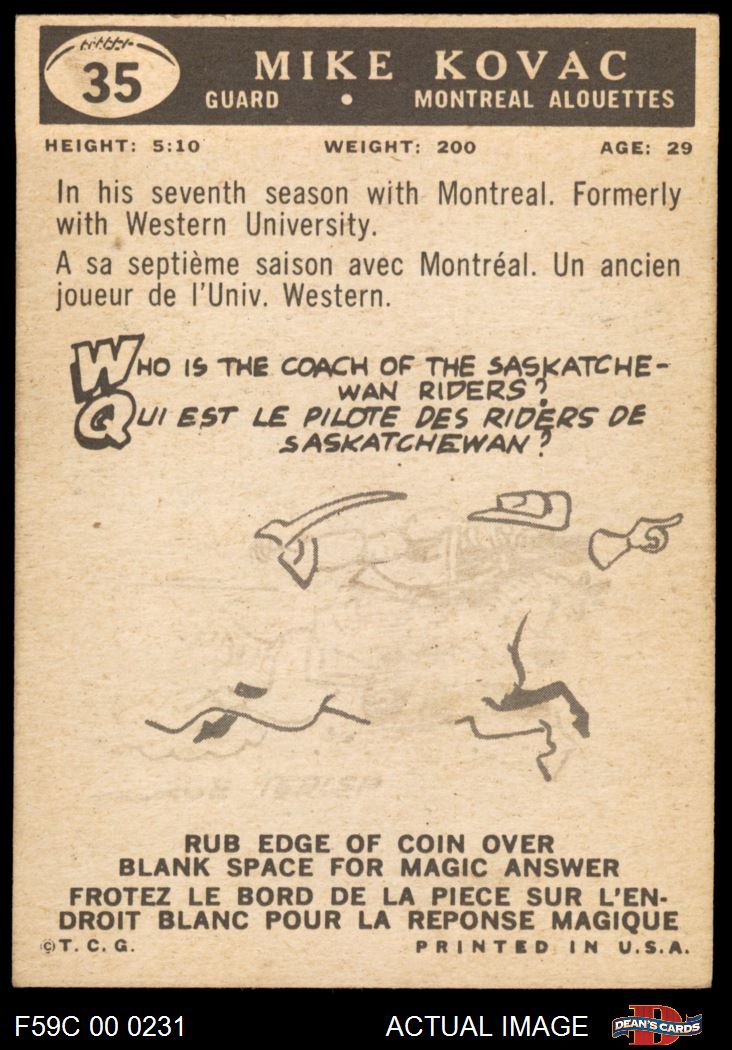 35
MIKE KOVAC
GUARD • MONTREAL ALOUETTES
HEIGHT: 5:10 WEIGHT: 200 AGE: 29
In his seventh season with Montreal. Formerly
with Western University.
A sa septième saison avec Montréal. Un ancien
joueur de l'Univ. Western.
WHO IS THE COACH OF THE SASKATCHE-
WAN RIDERS?
QUI EST LE PILOTE DES RIDERS DE
SASKATCHEWAN?
RUB EDGE OF COIN OVER
BLANK SPACE FOR MAGIC ANSWER
FROTEZ LE BORD DE LA PIECE SUR L'EN-
DROIT BLANC POUR LA REPONSE MAGIQUE
©T. C. G. PRINTED IN U.S.A.
F59C 00 0231 ACTUAL IMAGE DEAN'S CARDS